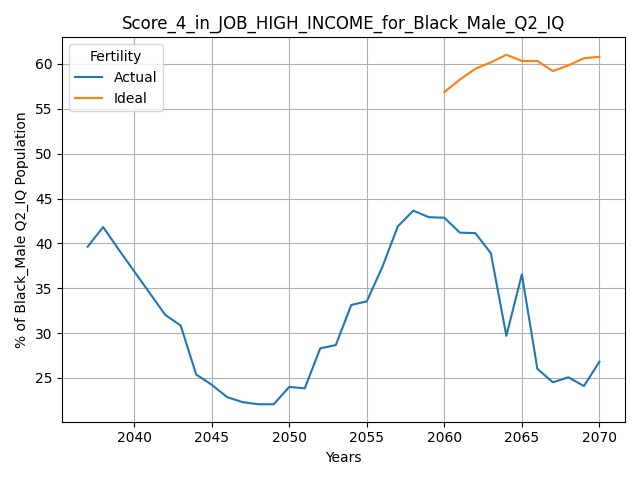 Score_4_in_JOB_HIGH_INCOME_for_Black_Male_Q2_IQ
Fertility
Actual
Ideal
% of Black_Male Q2_IQ Population
60
55
50
45
40
35
30
25
2040
2045
2050
2055
2060
2065
2070
Years